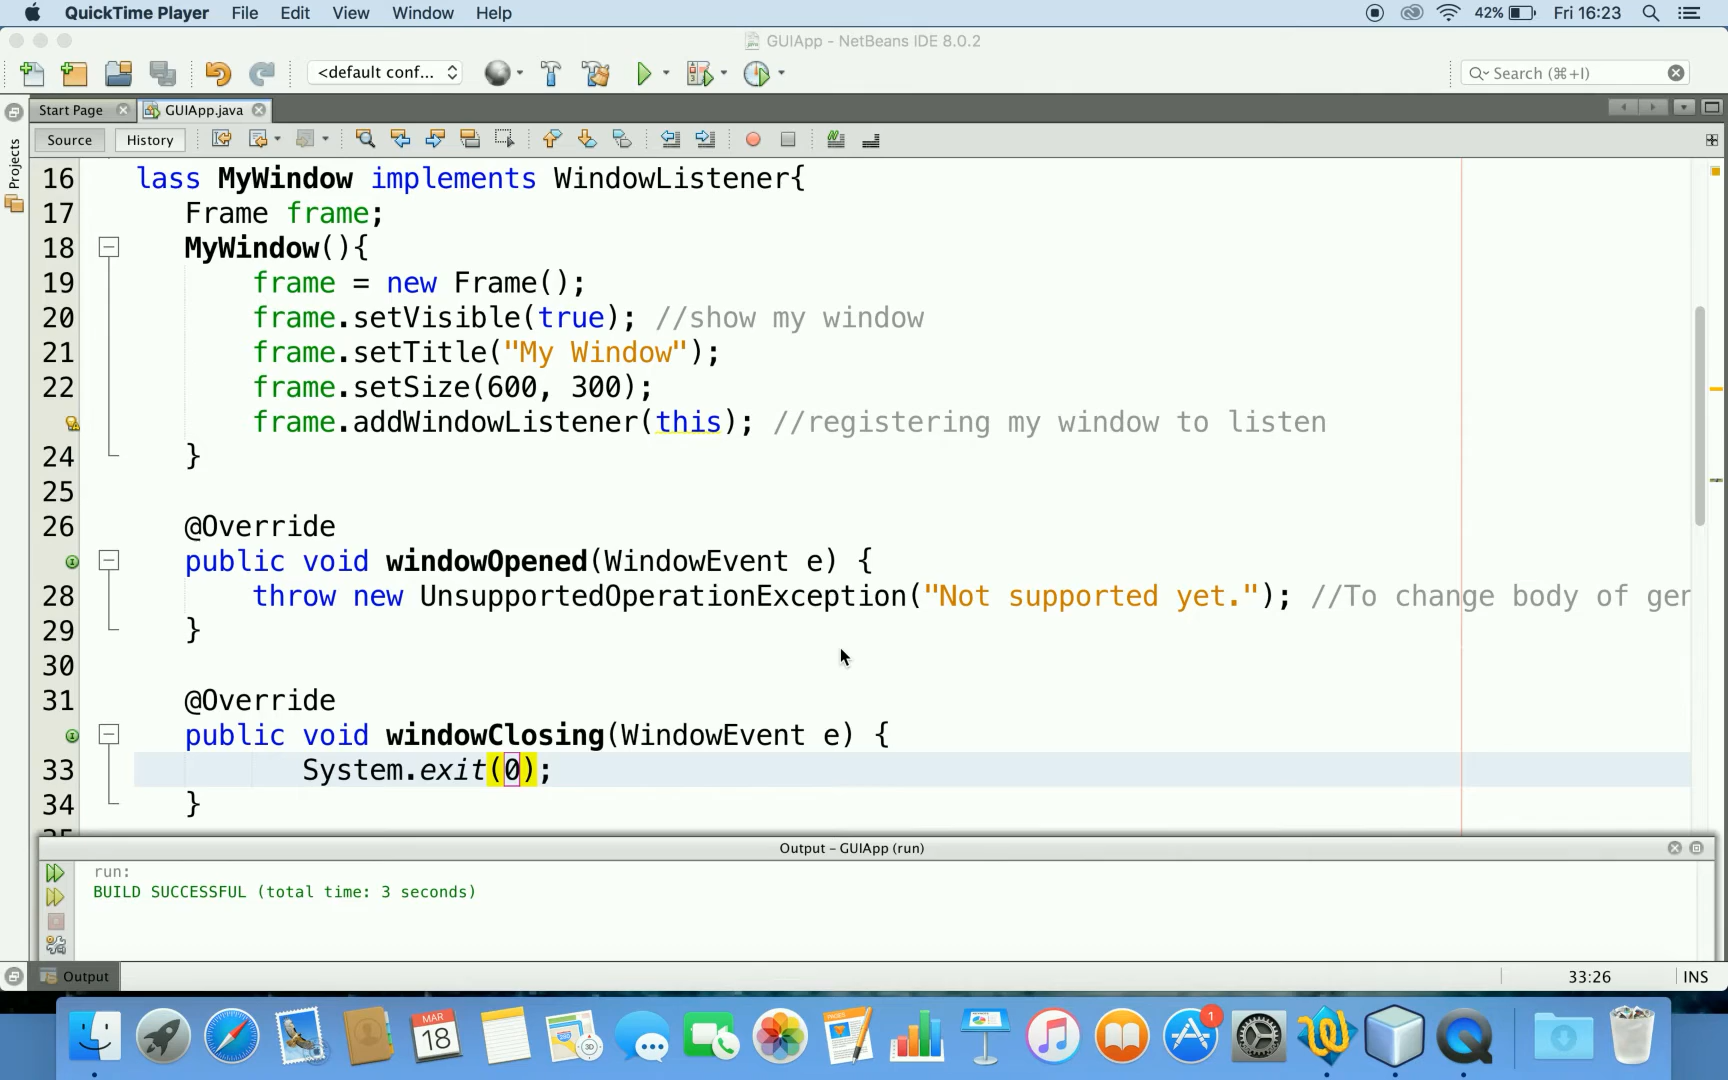 QuickTime Player File Edit View Window Help 42% Fri 16:23
GUIApp - NetBeans IDE 8.0.2
<default conf... Search (⌘+I)
Start Page GUIApp.java
Projects
Source History
16 lass MyWindow implements WindowListener{
17 Frame frame;
18 MyWindow(){
19 frame = new Frame();
20 frame.setVisible(true); //show my window
21 frame.setTitle("My Window");
22 frame.setSize(600, 300);
frame.addWindowListener(this); //registering my window to listen
24 }
25
26 @Override
public void windowOpened(WindowEvent e) {
28 throw new UnsupportedOperationException("Not supported yet."); //To change body of ger
29 }
30
31 @Override
public void windowClosing(WindowEvent e) {
33 System.exit(0);
34 }
Output - GUIApp (run)
run:
BUILD SUCCESSFUL (total time: 3 seconds)
Output 33:26 INS
MAR
18
3D
1